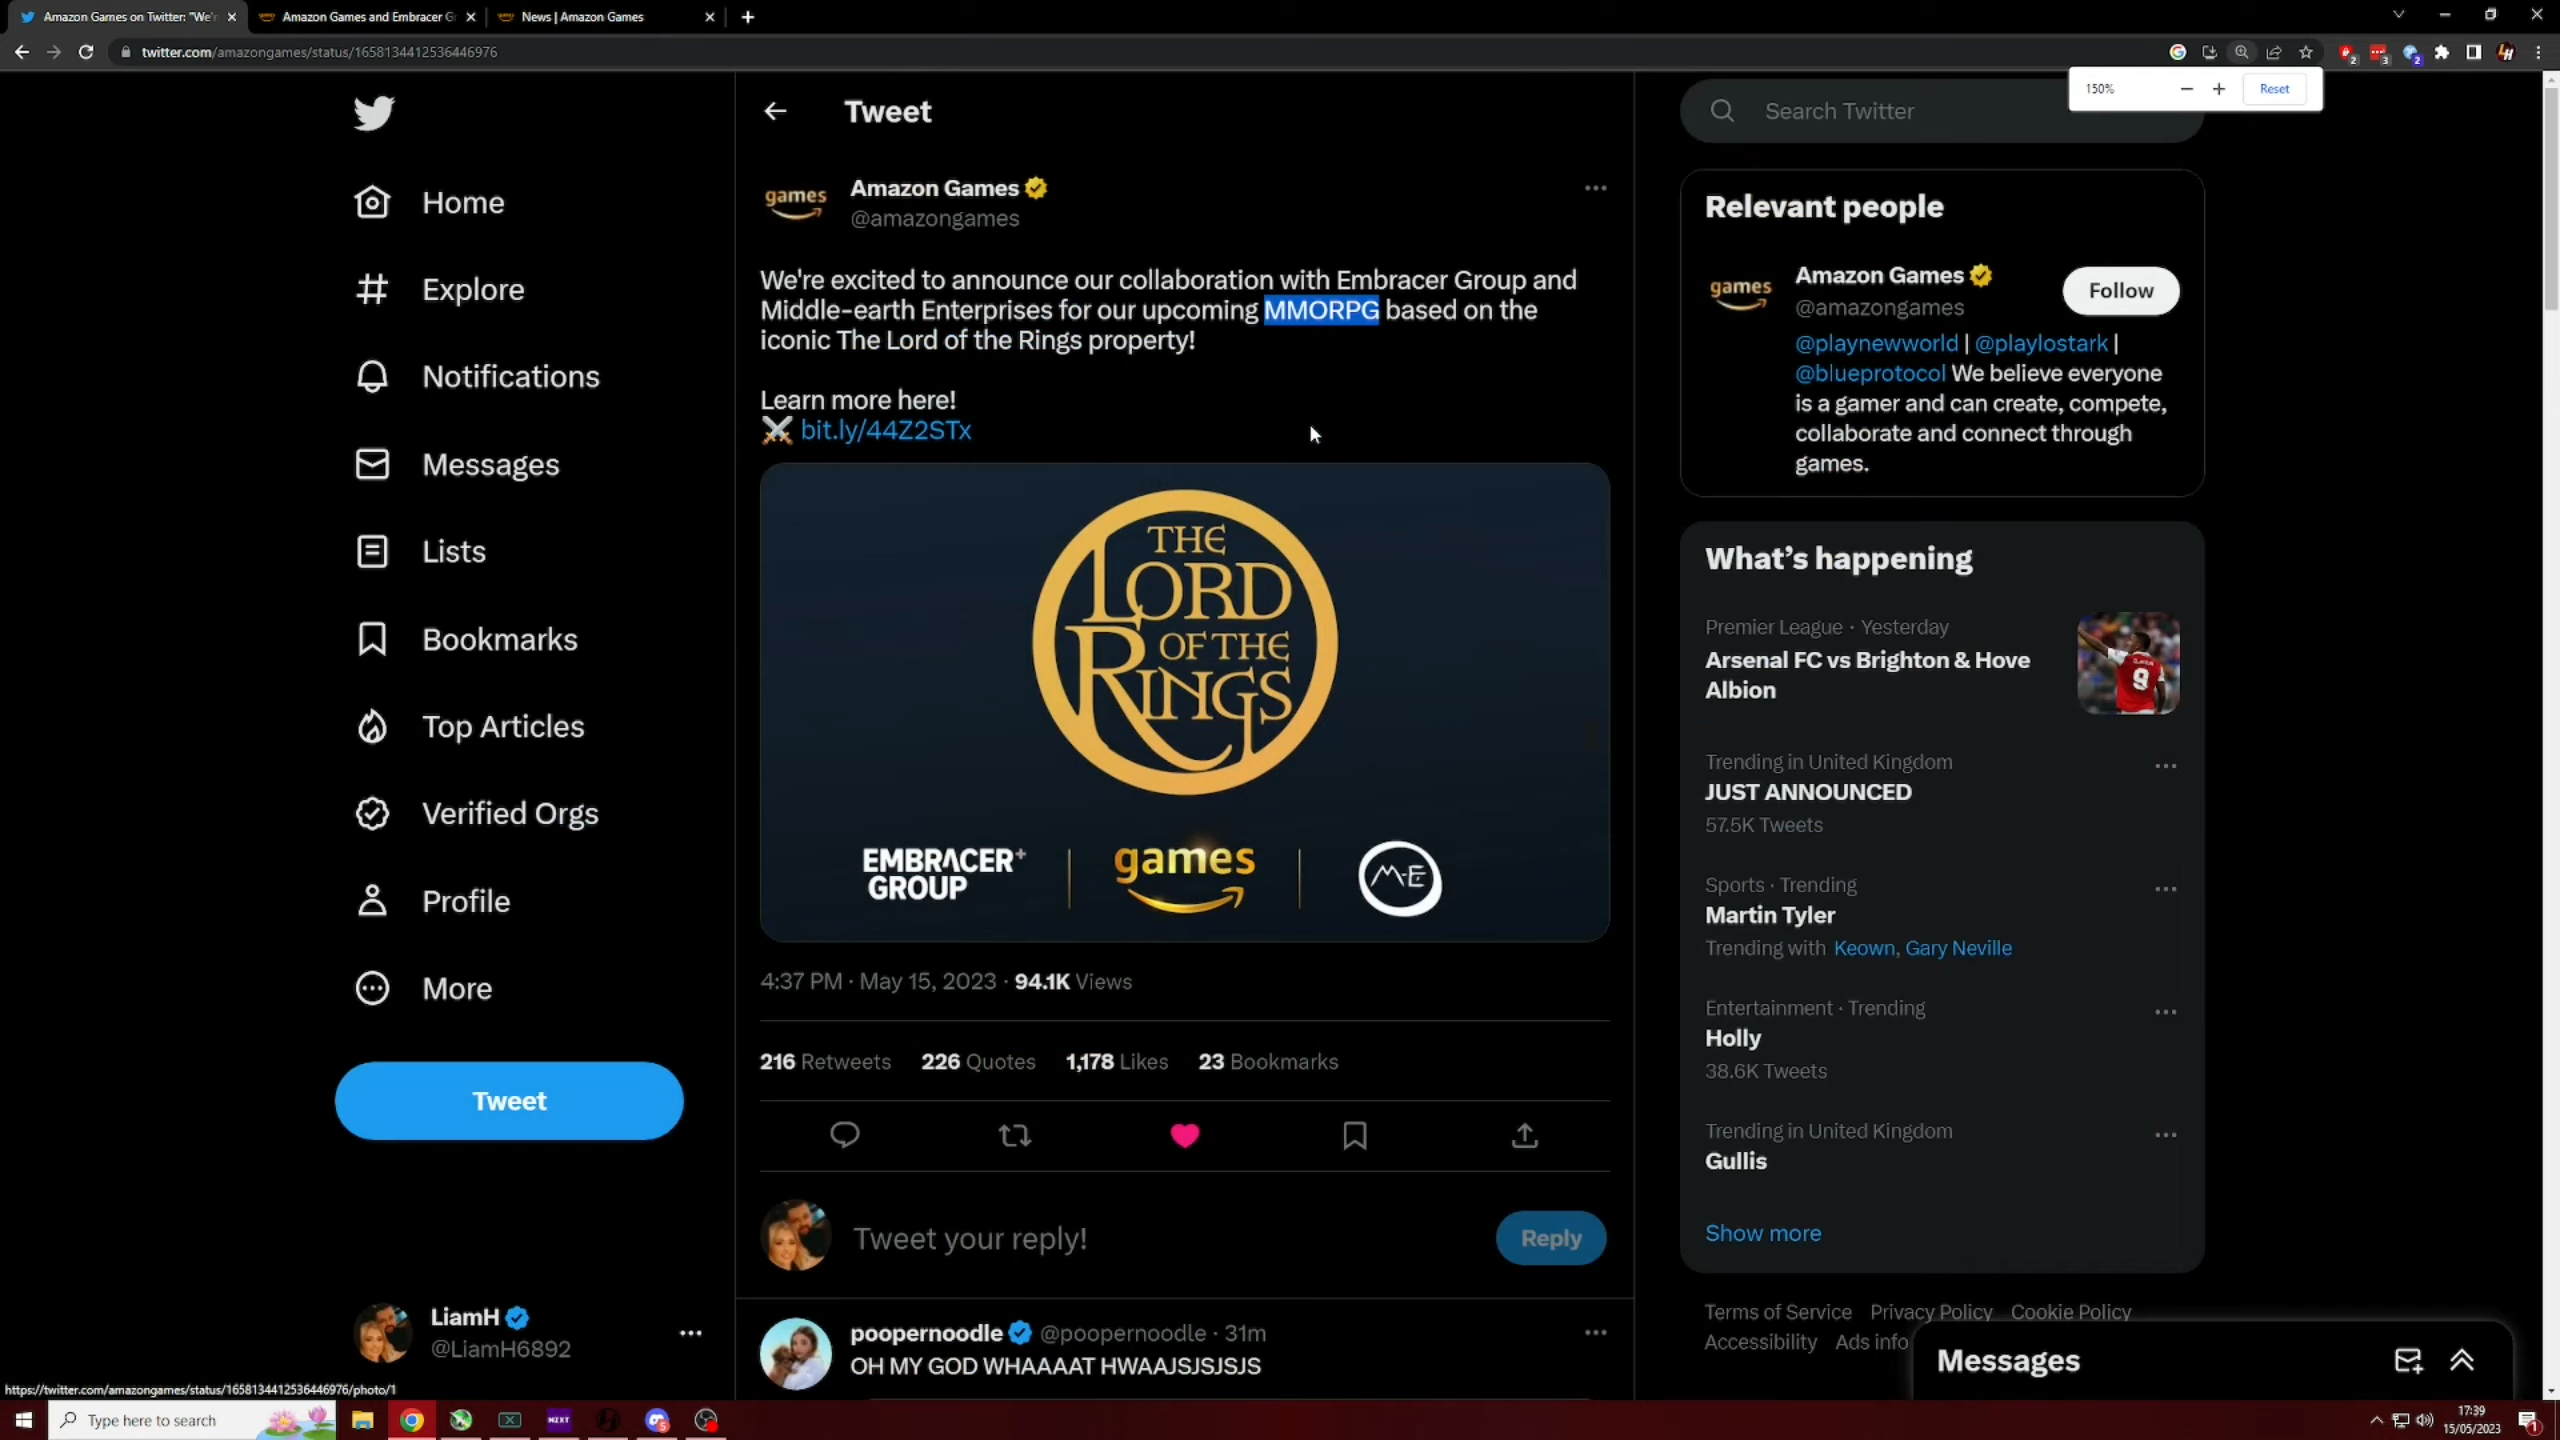 Amazon Games on Twitter: "We'r
Amazon Games and Embracer Gr
News | Amazon Games
twitter.com/amazongames/status/1658134412536446976
2
3
2
150%
Reset
Home
Explore
Notifications
Messages
Lists
Bookmarks
Top Articles
Verified Orgs
Profile
More
Tweet
LiamH
@LiamH6892
Tweet
games
Amazon Games
@amazongames
We're excited to announce our collaboration with Embracer Group and
Middle-earth Enterprises for our upcoming MMORPG based on the
iconic The Lord of the Rings property!
Learn more here!
⚔ bit.ly/44Z2STx
THE
LORD
OF THE
RINGS
EMBRACER+
GROUP
games
M-E
4:37 PM · May 15, 2023 · 94.1K Views
216 Retweets 226 Quotes 1,178 Likes 23 Bookmarks
Tweet your reply!
Reply
poopernoodle @poopernoodle · 31m
OH MY GOD WHAAAAT HWAAJSJSJSJS
Search Twitter
Relevant people
games
Amazon Games
@amazongames
Follow
@playnewworld | @playlostark |
@blueprotocol We believe everyone
is a gamer and can create, compete,
collaborate and connect through
games.
What's happening
Premier League · Yesterday
Arsenal FC vs Brighton & Hove
Albion
9
Trending in United Kingdom
JUST ANNOUNCED
57.5K Tweets
Sports · Trending
Martin Tyler
Trending with Keown, Gary Neville
Entertainment · Trending
Holly
38.6K Tweets
Trending in United Kingdom
Gullis
Show more
Terms of Service Privacy Policy Cookie Policy
Accessibility Ads info
Messages
https://twitter.com/amazongames/status/1658134412536446976/photo/1
Type here to search
NZXT
5
17:39
15/05/2023
1